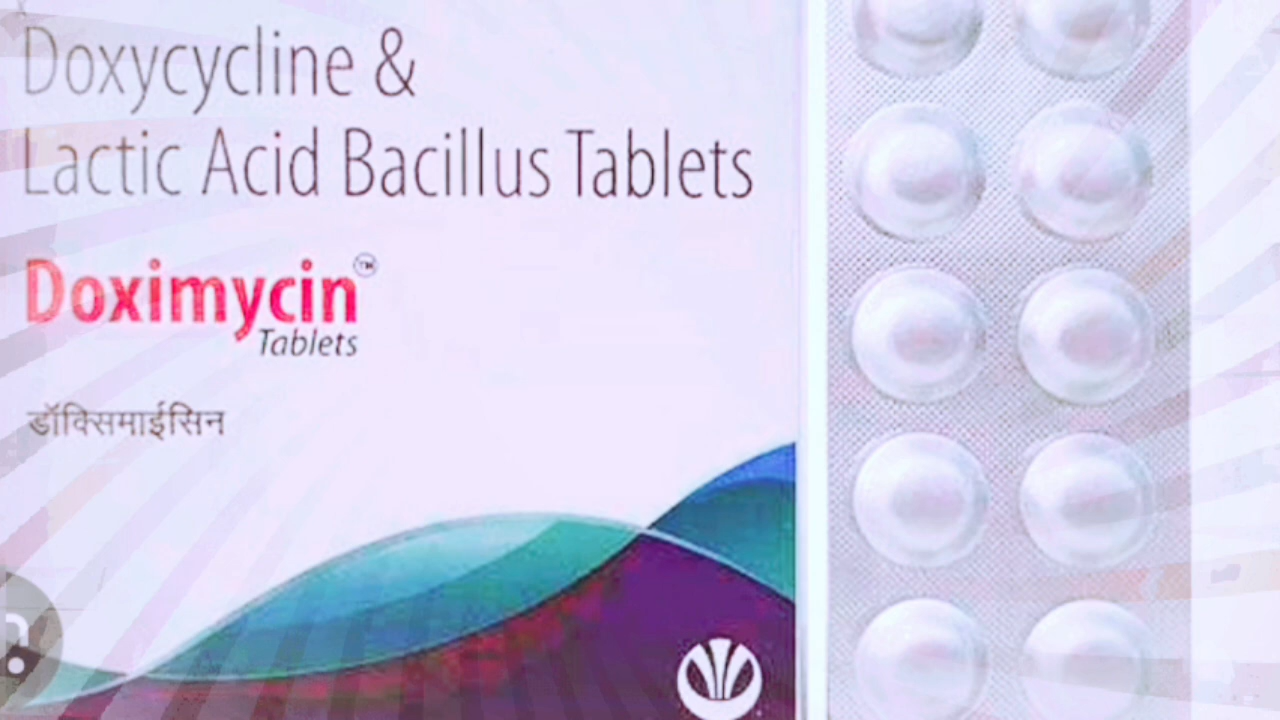 Doxycycline &
Lactic Acid Bacillus Tablets
Doximycin™
Tablets
डॉक्सिमाईसिन